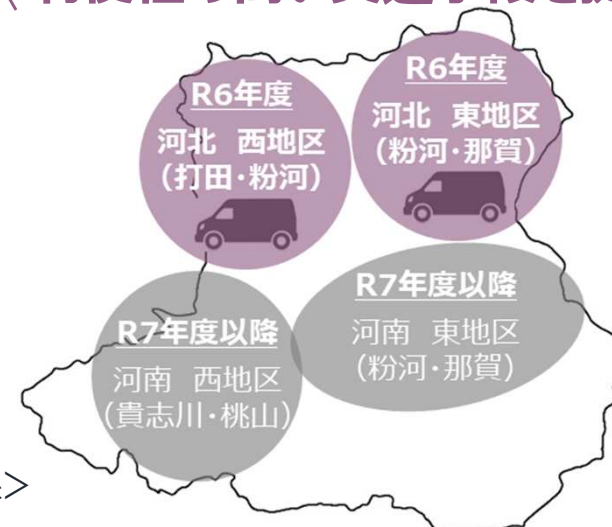 R6年度
河北 西地区
(打田・粉河)
R6年度
河北 東地区
(粉河・那賀)
R7年度以降
河南 西地区
(貴志川・桃山)
R7年度以降
河南 東地区
(粉河・那賀)
>